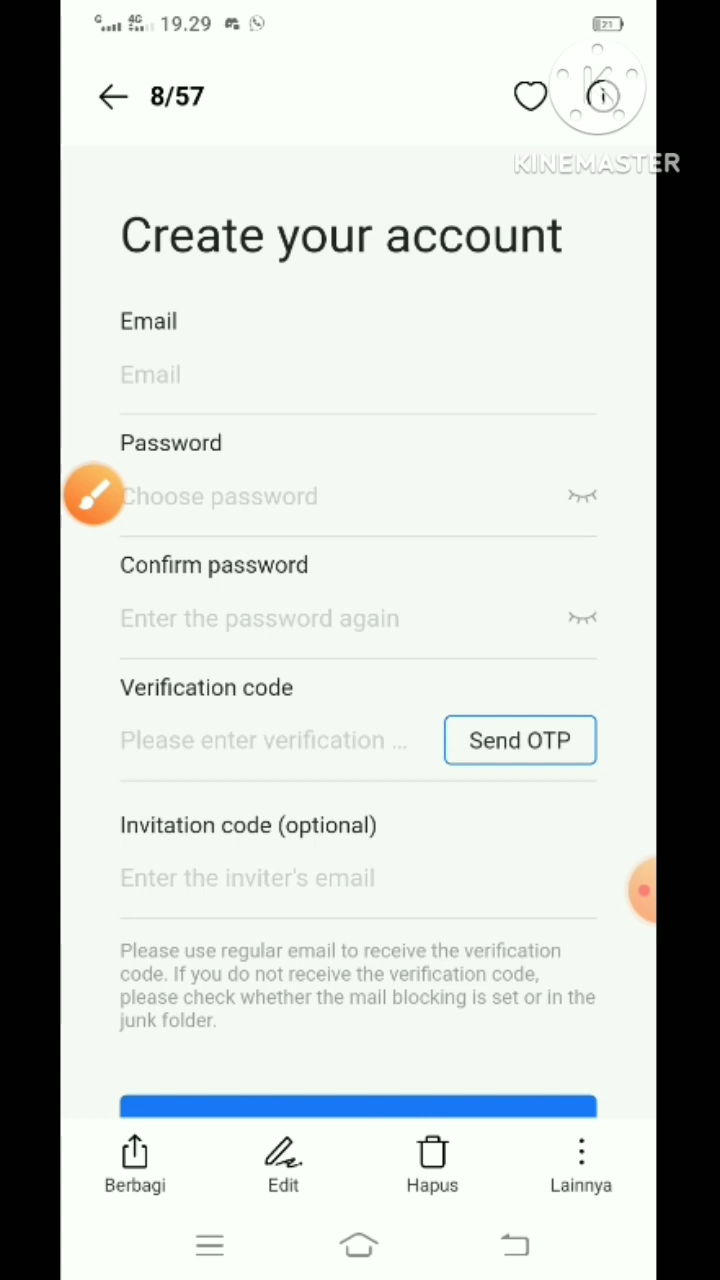 G 4G 19.29 21
8/57
KINEMASTER
Create your account
Email
Email
Password
Choose password
Confirm password
Enter the password again
Verification code
Please enter verification ...
Send OTP
Invitation code (optional)
Enter the inviter's email
Please use regular email to receive the verification
code. If you do not receive the verification code,
please check whether the mail blocking is set or in the
junk folder.
Berbagi Edit Hapus Lainnya